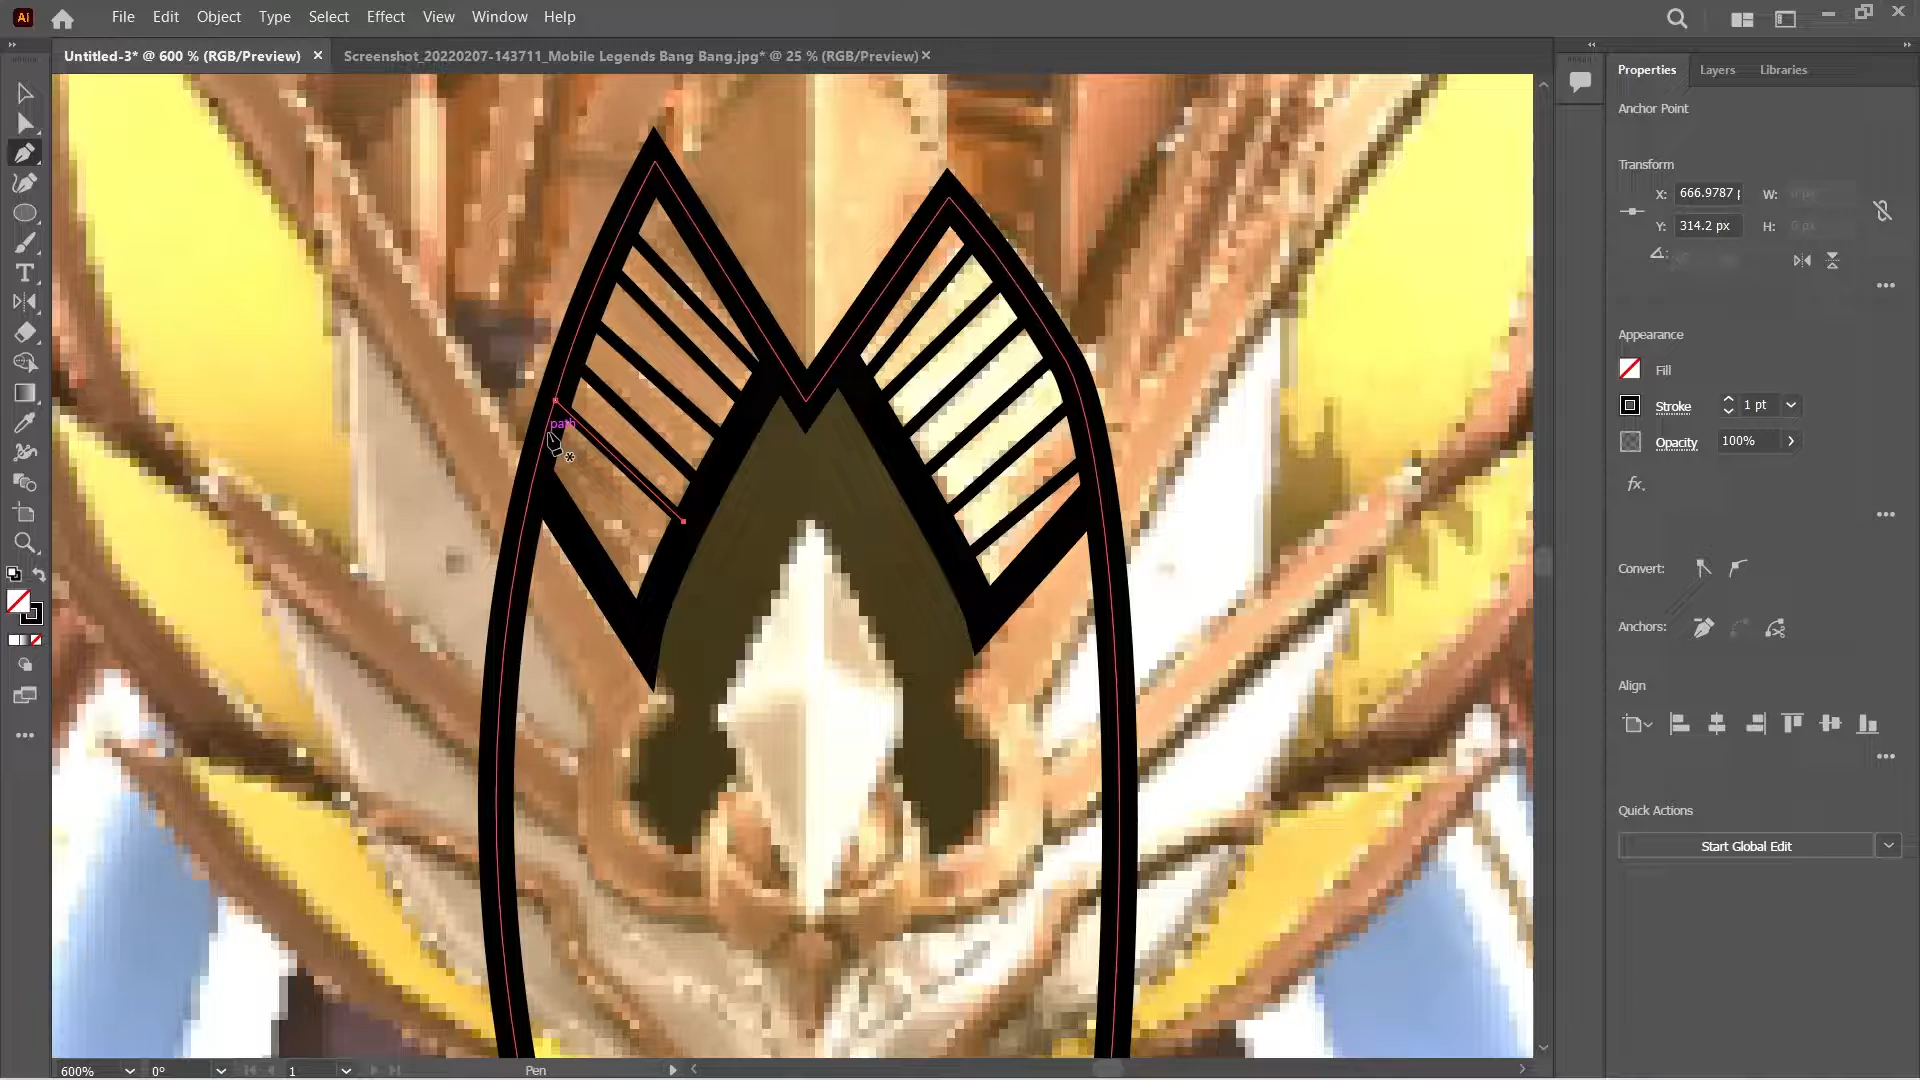 Ai File Edit Object Type Select Effect View Window Help
Untitled-3* @ 600 % (RGB/Preview) × Screenshot_20220207-143711_Mobile Legends Bang Bang.jpg* @ 25 % (RGB/Preview) ×
Properties Layers Libraries
Anchor Point
Transform
X: 666.9787 p W:
Y: 314.2 px H:
Appearance
Fill
Stroke 1 pt
path
Opacity 100%
fx.
Convert:
Anchors:
Align
Quick Actions
Start Global Edit
600% 0° 1 Pen